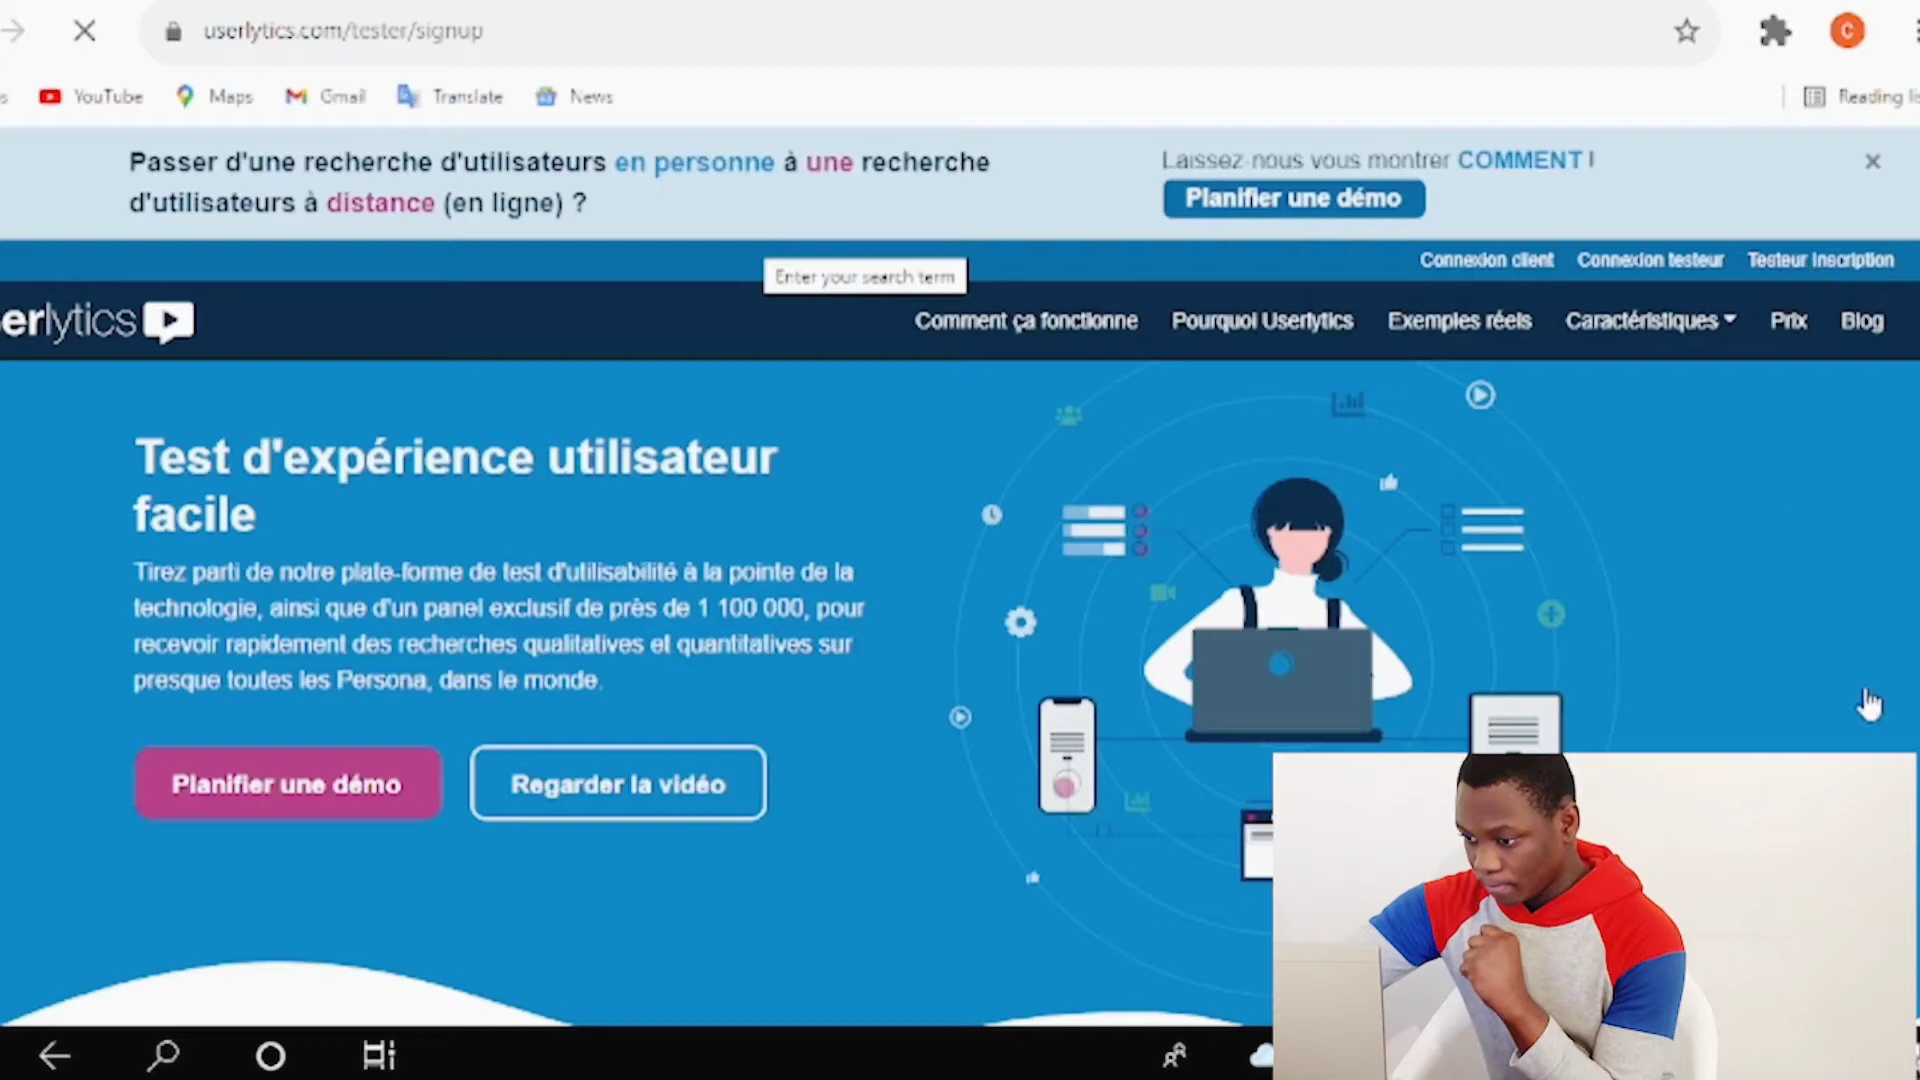 userlytics.com/tester/signup
YouTube Maps Gmail Translate News
Reading lis
Passer d'une recherche d'utilisateurs en personne à une recherche
d'utilisateurs à distance (en ligne) ?
Laissez-nous vous montrer COMMENT !
Planifier une démo
Connexion client Connexion testeur Testeur Inscription
Enter your search term
erlytics
Comment ça fonctionne Pourquoi Userlytics Exemples réels Caractéristiques Prix Blog
Test d'expérience utilisateur
facile
Tirez parti de notre plate-forme de test d'utilisabilité à la pointe de la
technologie, ainsi que d'un panel exclusif de près de 1 100 000, pour
recevoir rapidement des recherches qualitatives et quantitatives sur
presque toutes les Persona, dans le monde.
Planifier une démo
Regarder la vidéo